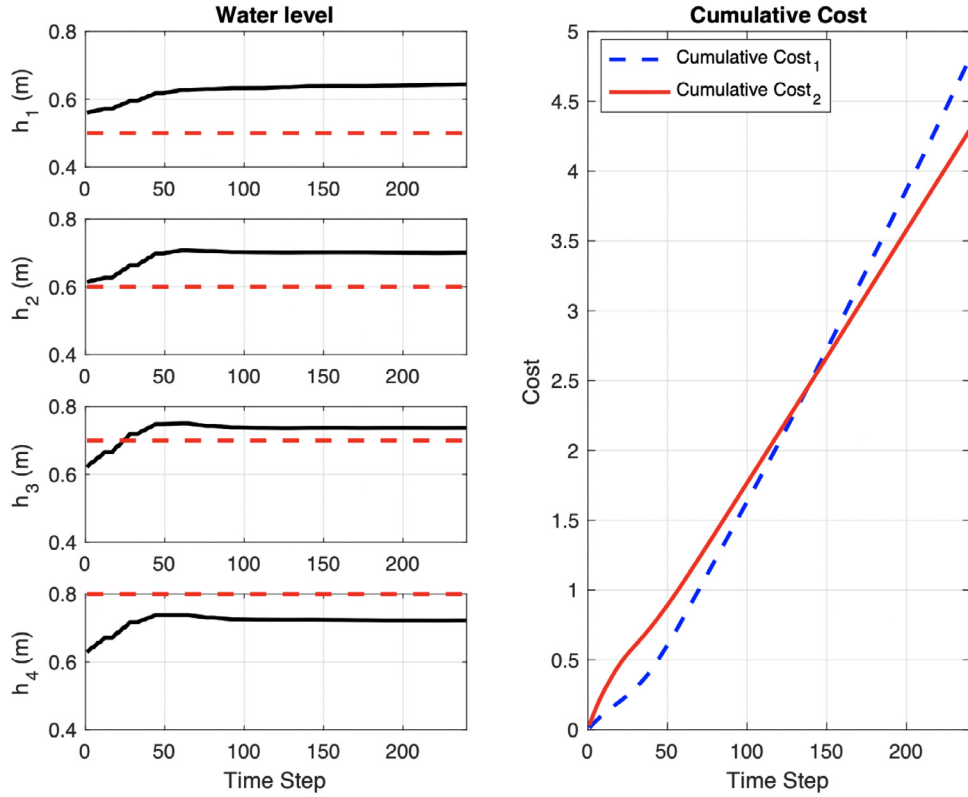 Water level
0.8
0.6
0.4
h1 (m)
0 50 100 150 200
0.8
0.6
0.4
h2 (m)
0 50 100 150 200
0.8
0.6
0.4
h3 (m)
0 50 100 150 200
0.8
0.6
0.4
h4 (m)
0 50 100 150 200
Time Step
Cumulative Cost
Cumulative Cost1
Cumulative Cost2
5
4.5
4
3.5
3
2.5
2
1.5
1
0.5
0
Cost
0 50 100 150 200
Time Step